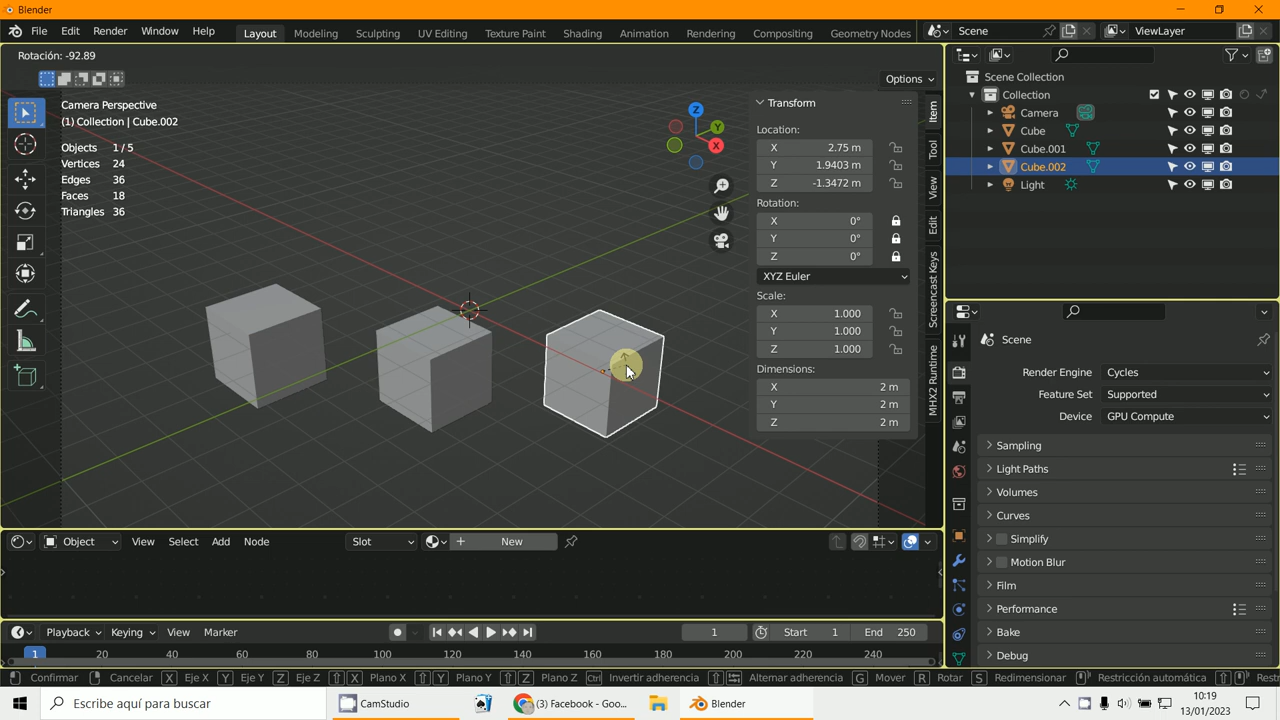 Blender
File Edit Render Window Help
Layout Modeling Sculpting UV Editing Texture Paint Shading Animation Rendering Compositing Geometry Nodes
Scene ViewLayer
Rotación: -92.89
Options
Camera Perspective
(1) Collection | Cube.002
Objects 1 / 5
Vertices 24
Edges 36
Faces 18
Triangles 36
Z
Y
X
Transform
Location:
X 2.75 m
Y 1.9403 m
Z -1.3472 m
Rotation:
X 0°
Y 0°
Z 0°
XYZ Euler
Scale:
X 1.000
Y 1.000
Z 1.000
Dimensions:
X 2 m
Y 2 m
Z 2 m
Item
Tool
View
Edit
Screencast Keys
MHX2 Runtime
Scene Collection
Collection
Camera
Cube
Cube.001
Cube.002
Light
Scene
Render Engine Cycles
Feature Set Supported
Device GPU Compute
Sampling
Light Paths
Volumes
Curves
Simplify
Motion Blur
Film
Performance
Bake
Debug
Object View Select Add Node Slot New
Playback Keying View Marker 1 Start 1 End 250
1 20 40 60 80 100 120 140 160 180 200 220 240
Confirmar Cancelar X Eje X Y Eje Y Z Eje Z X Plano X Y Plano Y Z Plano Z Ctrl Invertir adherencia Alternar adherencia G Mover R Rotar S Redimensionar Restricción automática Restr
Escribe aquí para buscar CamStudio (3) Facebook - Goo... Blender
10:19
13/01/2023